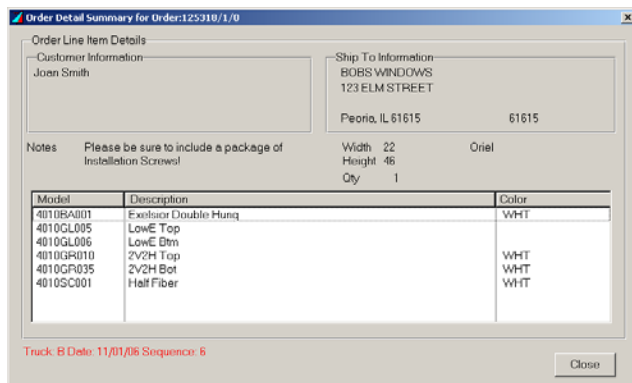 Order Detail Summary for Order:125310/1/0
Order Line Item Details
Customer Information
Joan Smith
Ship To Information
BOBS WINDOWS
123 ELM STREET
Peoria, IL 61615 61615
Notes Please be sure to include a package of
Installation Screws!
Width 22 Oriel
Height 46
Qty 1
Model Description Color
4010BA001 Exelsior Double Hung WHT
4010GL005 LowE Top
4010GL006 LowE Btm
4010GR010 2V2H Top WHT
4010GR035 2V2H Bot WHT
4010SC001 Half Fiber WHT
Truck: B Date: 11/01/06 Sequence: 6
Close